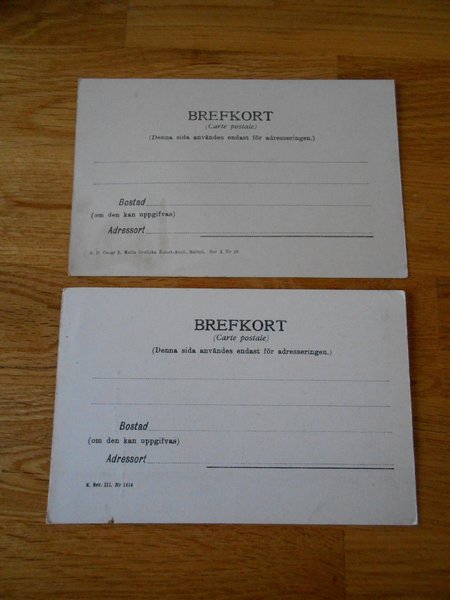 BREFKORT
(Carte postale)
(Denna sida användes endast för adresseringen.)
Bostad
(om den kan uppgifvas)
Adressort
BREFKORT
(Carte postale)
(Denna sida användes endast för adresseringen.)
Bostad
(om den kan uppgifvas)
Adressort